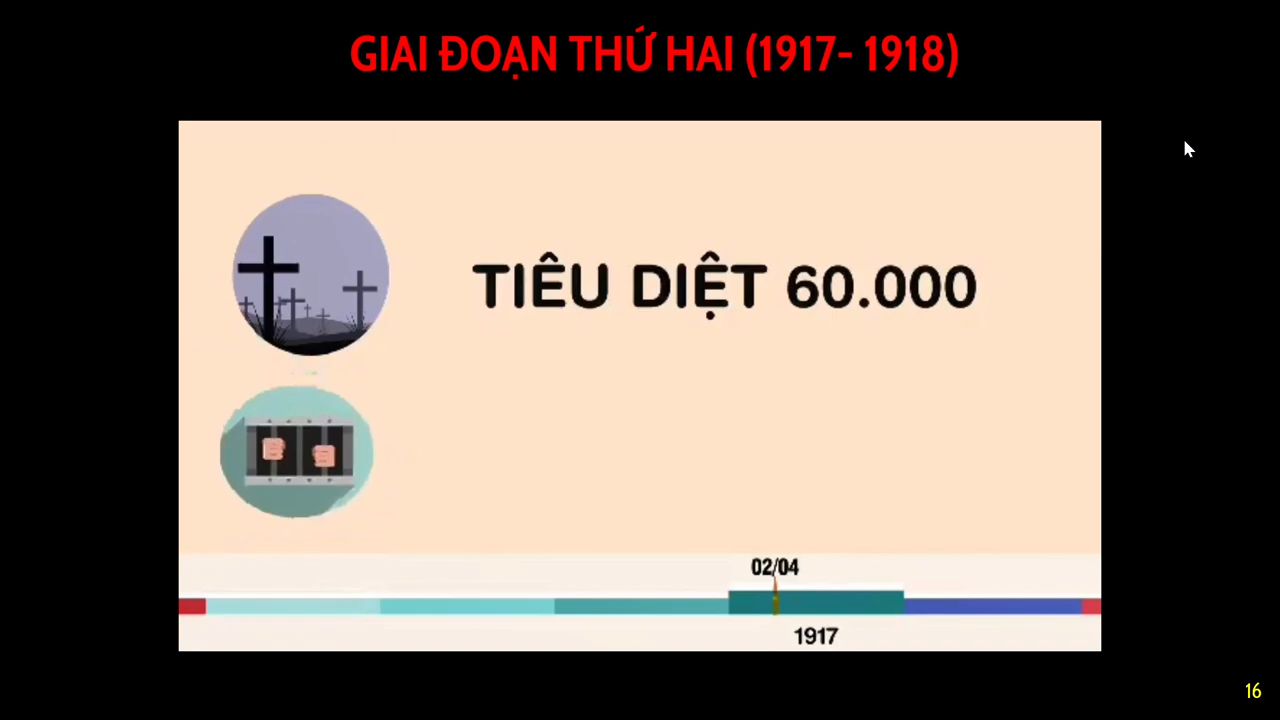 GIAI ĐOẠN THỨ HAI (1917- 1918)
TIÊU DIỆT 60.000
02/04
1917
16